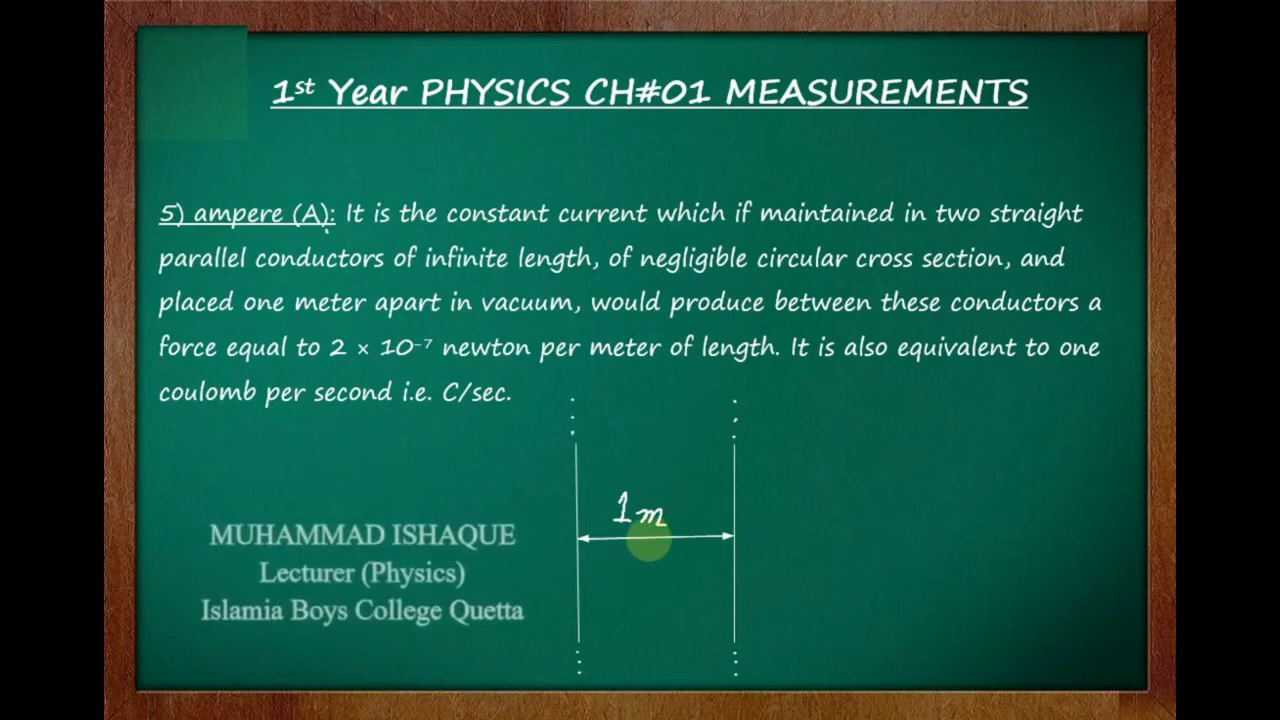 1st Year PHYSICS CH#01 MEASUREMENTS
5) ampere (A): It is the constant current which if maintained in two straight
parallel conductors of infinite length, of negligible circular cross section, and
placed one meter apart in vacuum, would produce between these conductors a
force equal to 2 × 10⁻⁷ newton per meter of length. It is also equivalent to one
coulomb per second i.e. C/sec.
1m
MUHAMMAD ISHAQUE
Lecturer (Physics)
Islamia Boys College Quetta